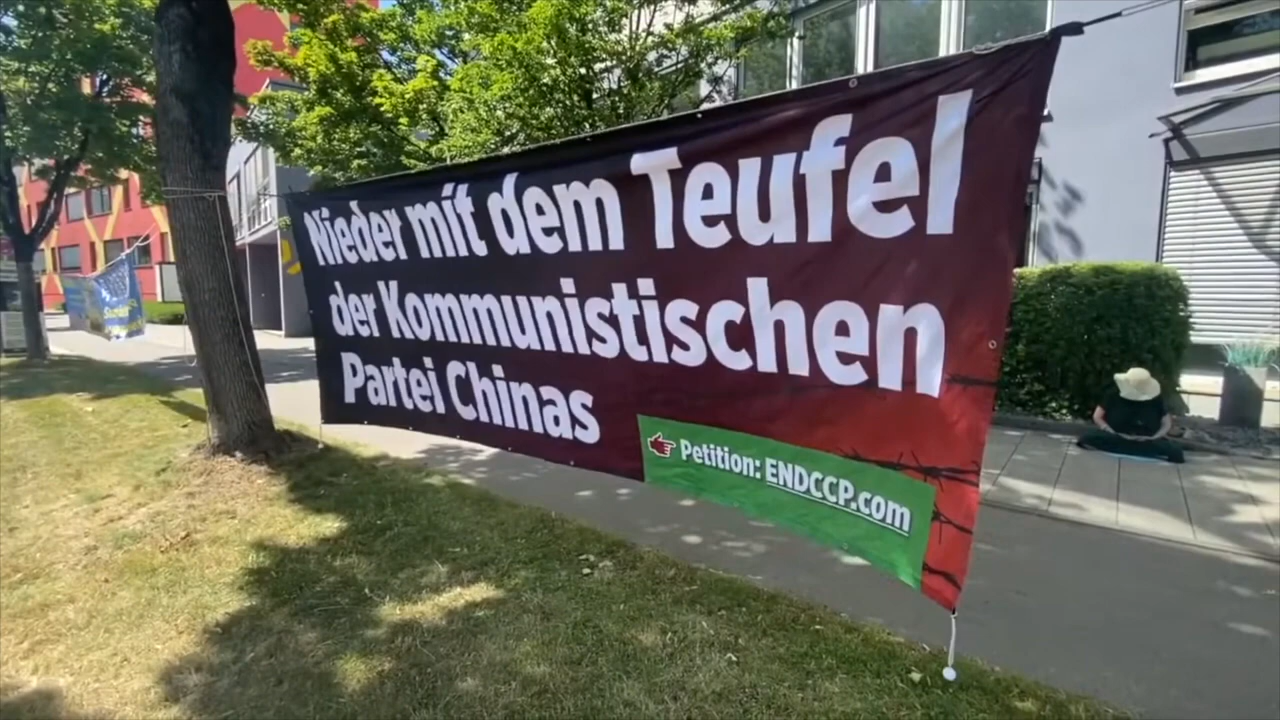 Nieder mit dem Teufel
der Kommunistischen
Partei Chinas
Petition: ENDCCP.com